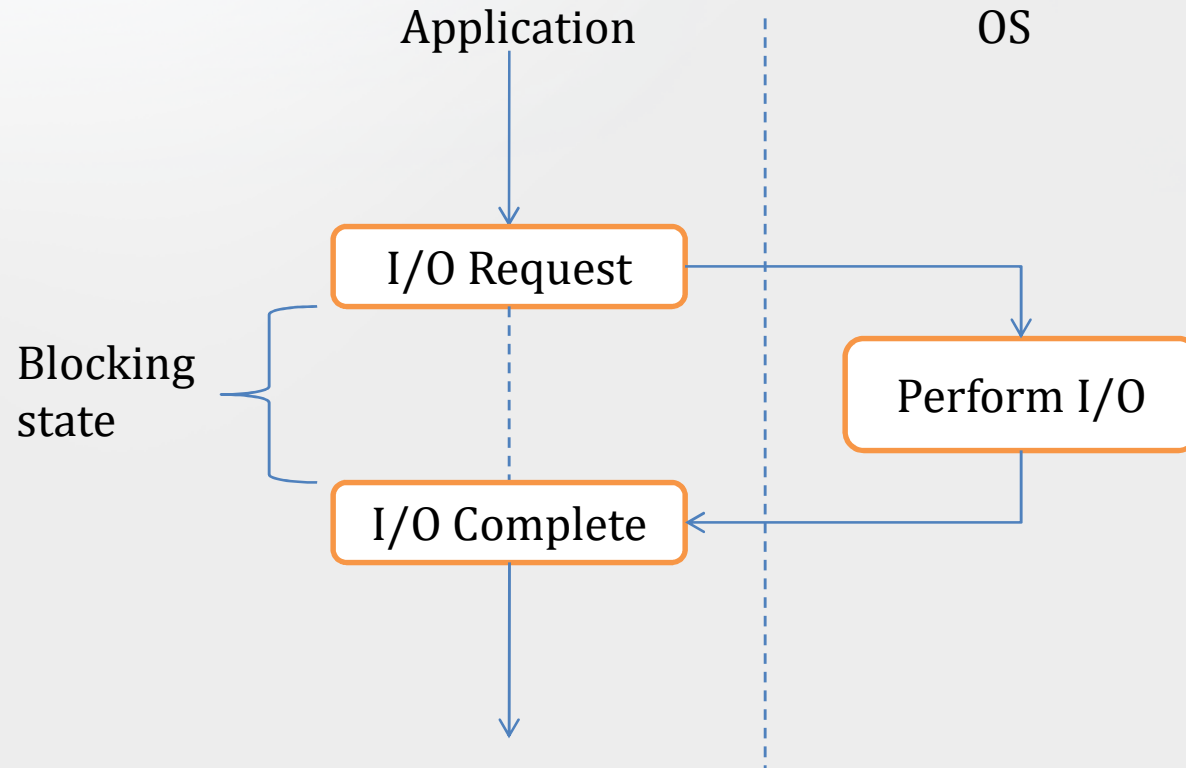 Application
OS
I/O Request
Blocking
state
Perform I/O
I/O Complete